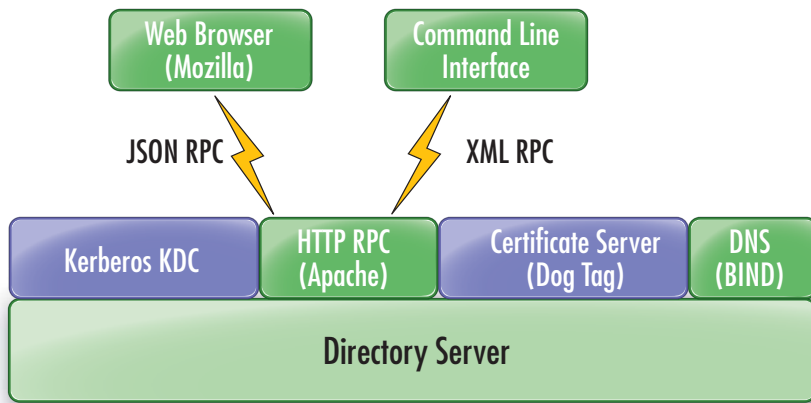 Web Browser
(Mozilla)
Command Line
Interface
JSON RPC
XML RPC
Kerberos KDC
HTTP RPC
(Apache)
Certificate Server
(Dog Tag)
DNS
(BIND)
Directory Server